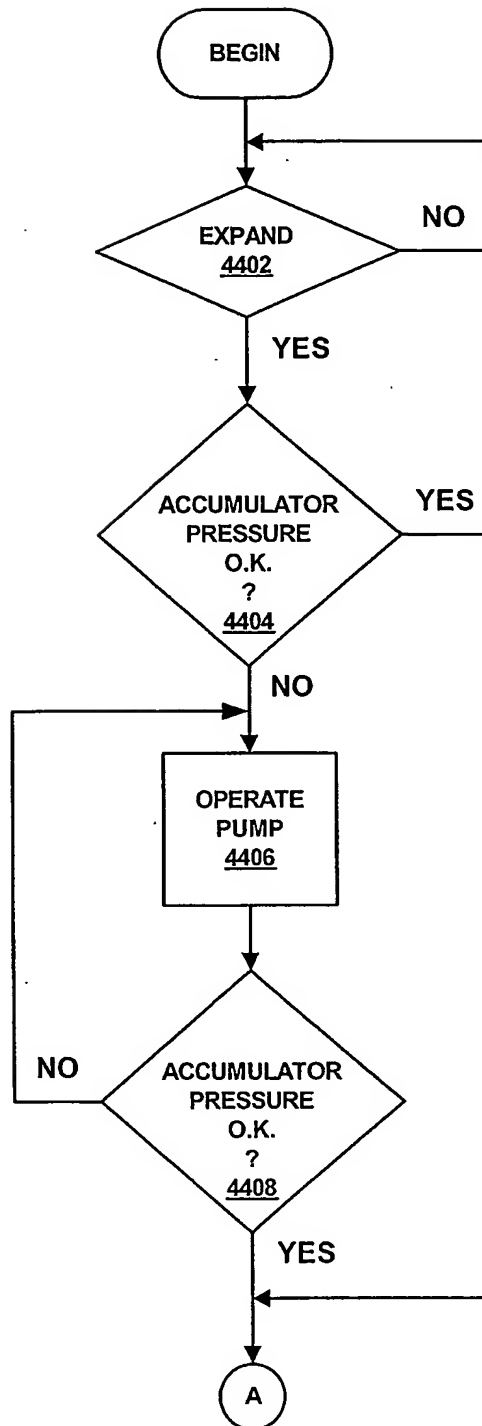 BEGIN
EXPAND
4402
NO
YES
ACCUMULATOR
PRESSURE
O.K.
?
4404
YES
NO
OPERATE
PUMP
4406
NO
ACCUMULATOR
PRESSURE
O.K.
?
4408
YES
A